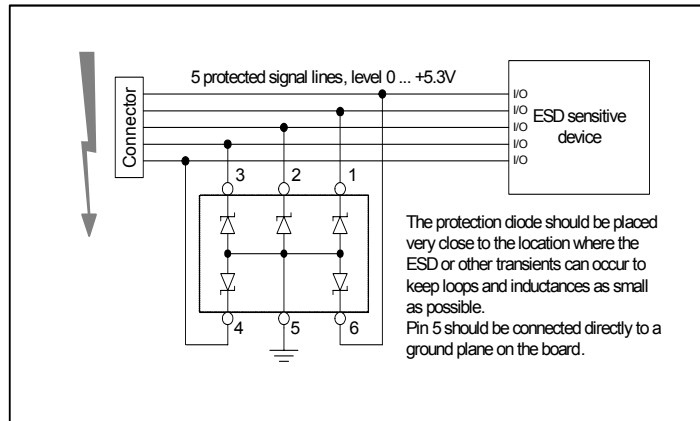 5 protected signal lines, level 0 ... +5.3V
Connector
I/O
I/O
I/O
I/O
I/O
ESD sensitive
device
3
2
1
4
5
6
The protection diode should be placed
very close to the location where the
ESD or other transients can occur to
keep loops and inductances as small
as possible.
Pin 5 should be connected directly to a
ground plane on the board.